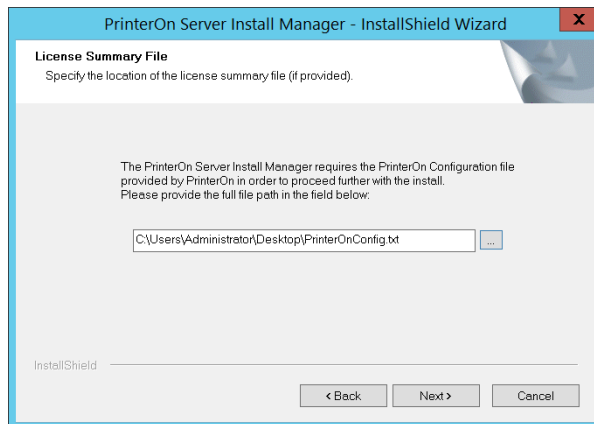 PrinterOn Server Install Manager - InstallShield Wizard
X
License Summary File
Specify the location of the license summary file (if provided).
The PrinterOn Server Install Manager requires the PrinterOn Configuration file
provided by PrinterOn in order to proceed further with the install.
Please provide the full file path in the field below:
C:\Users\Administrator\Desktop\PrinterOnConfig.txt
...
InstallShield
< Back
Next >
Cancel